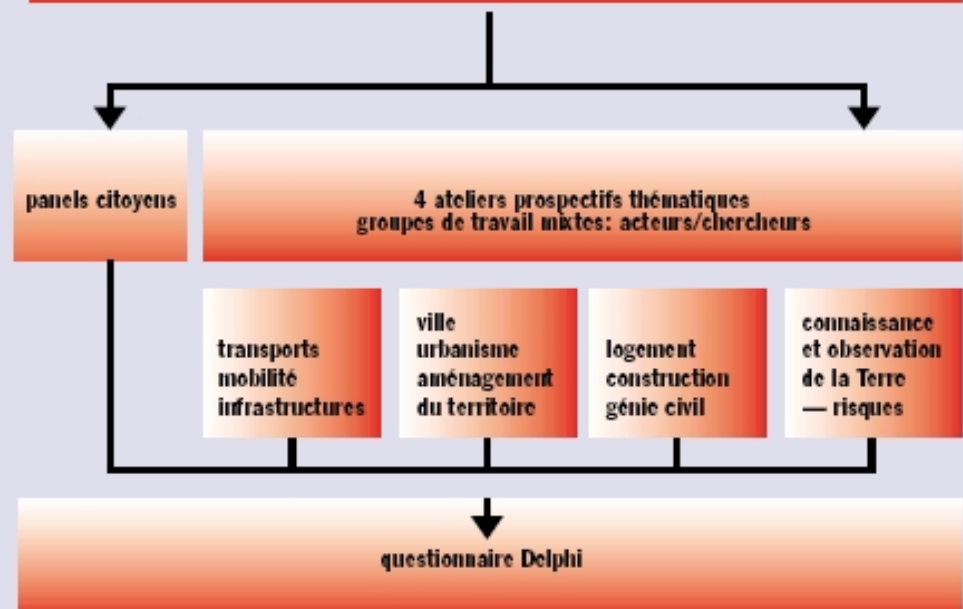 panels citoyens
4 ateliers prospectifs thématiques
groupes de travail mixtes: acteurs/chercheurs
transports
mobilité
infrastructures
ville
urbanisme
aménagement
du territoire
logement
construction
génie civil
connaissance
et observation
de la Terre
— risques
questionnaire Delphi